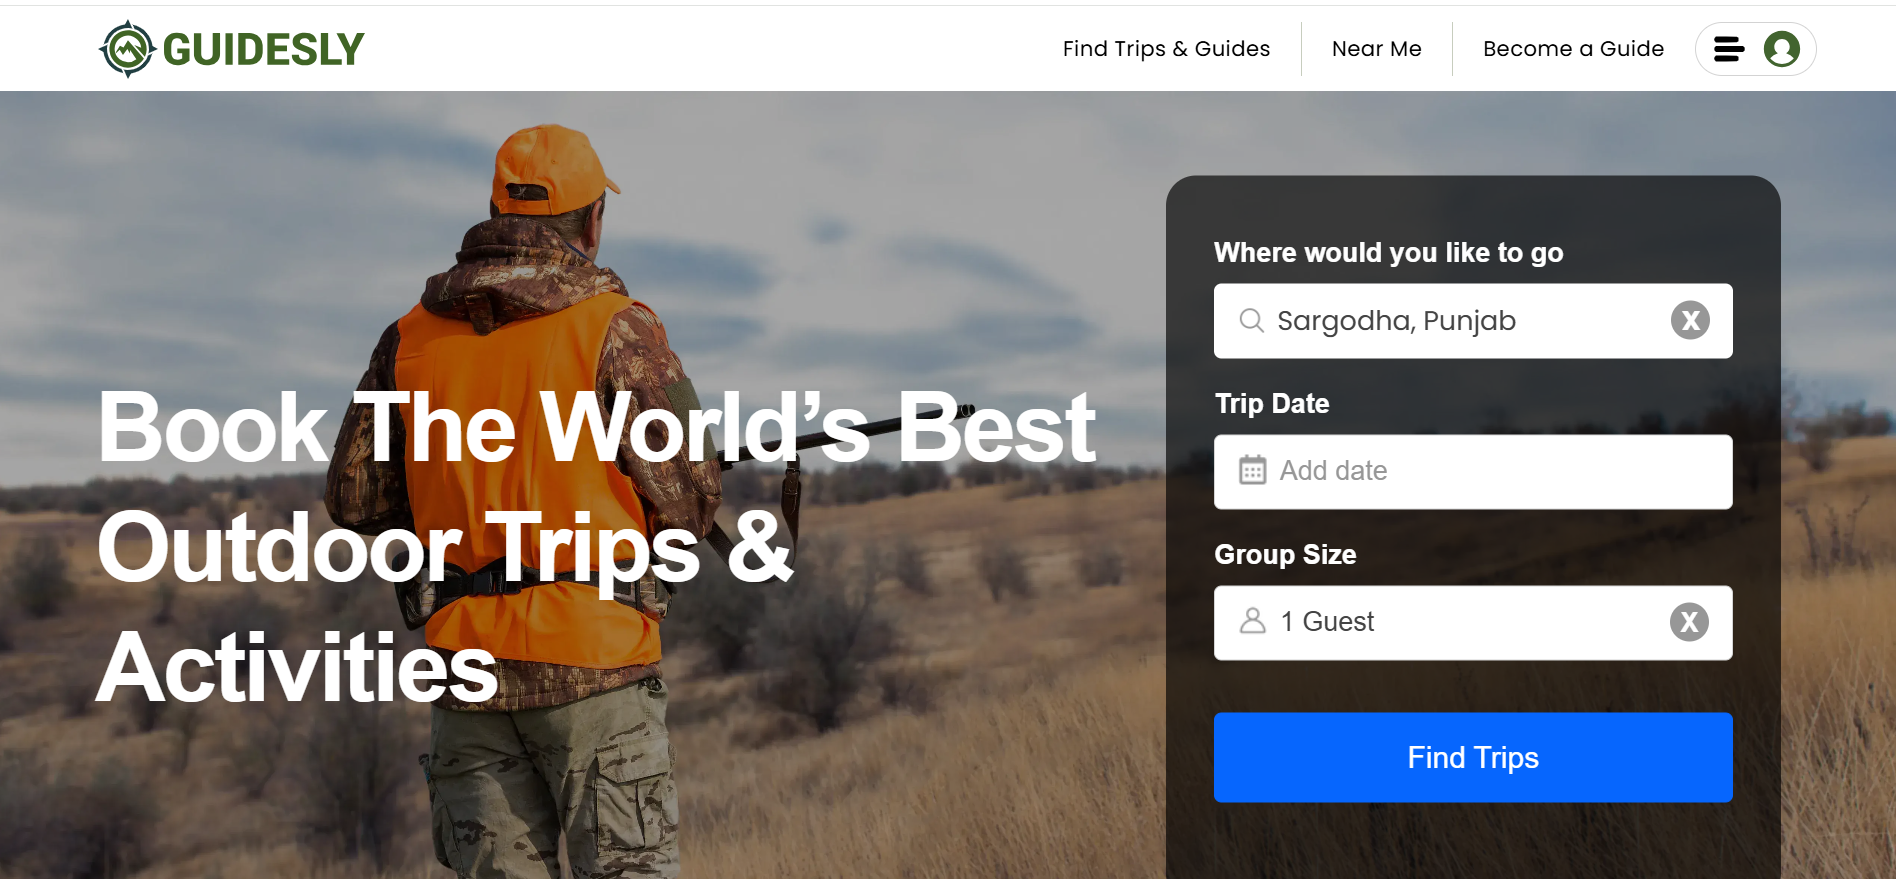 GUIDESLY
Find Trips & Guides
Near Me
Become a Guide
Book The World’s Best
Outdoor Trips &
Activities
Where would you like to go
Sargodha, Punjab
X
Trip Date
Add date
Group Size
1 Guest
X
Find Trips